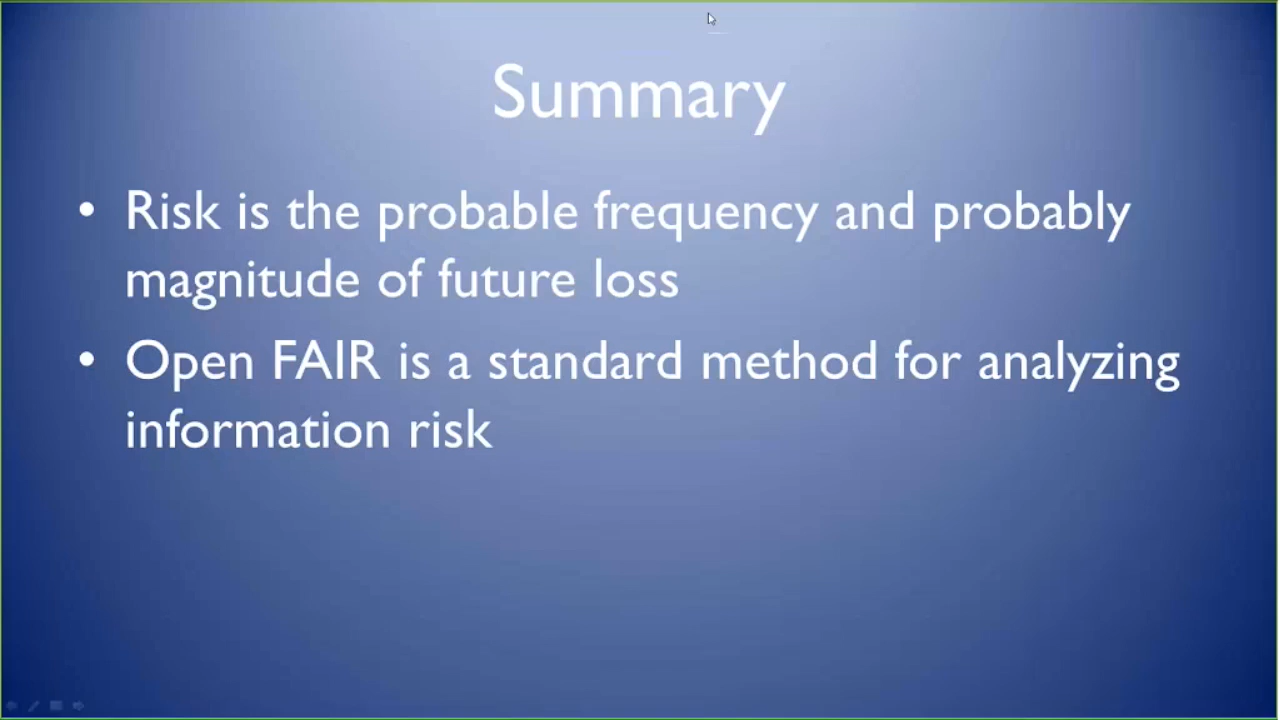 Summary
• Risk is the probable frequency and probably
magnitude of future loss
• Open FAIR is a standard method for analyzing
information risk